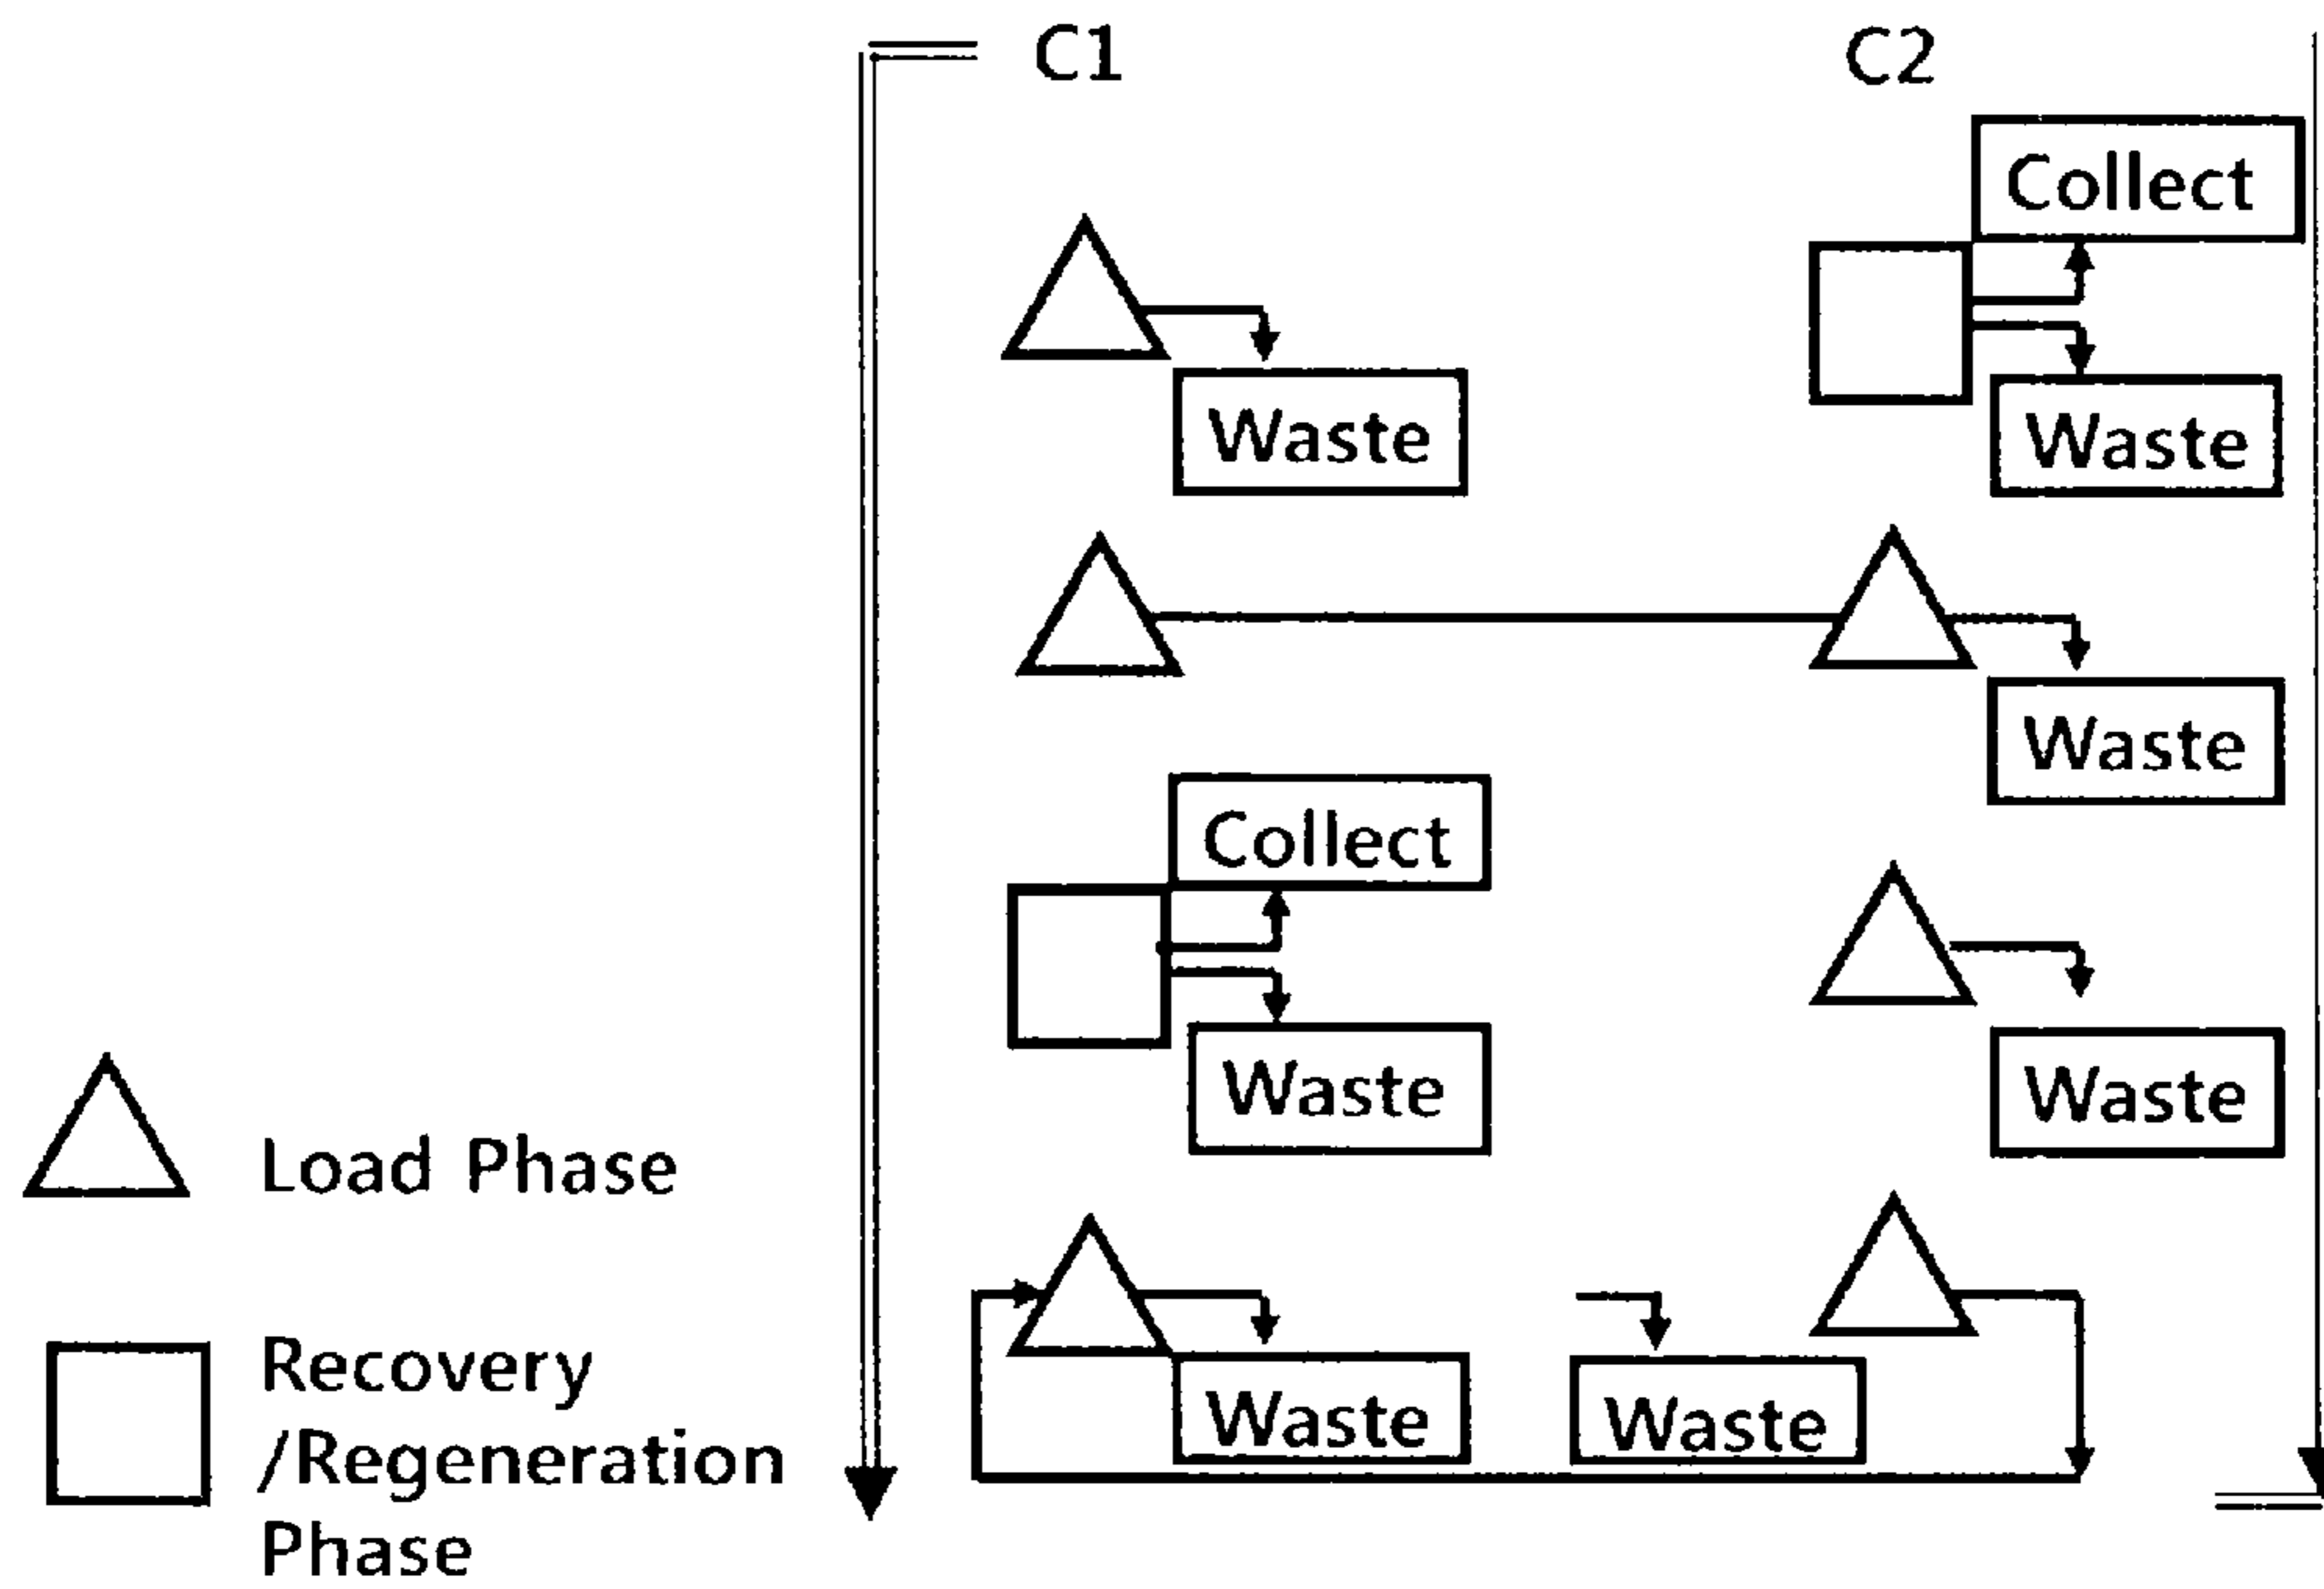 C1
C2
Collect
Waste
Waste
Waste
Collect
Waste
Waste
Load Phase
Waste
Waste
Recovery
/Regeneration
Phase